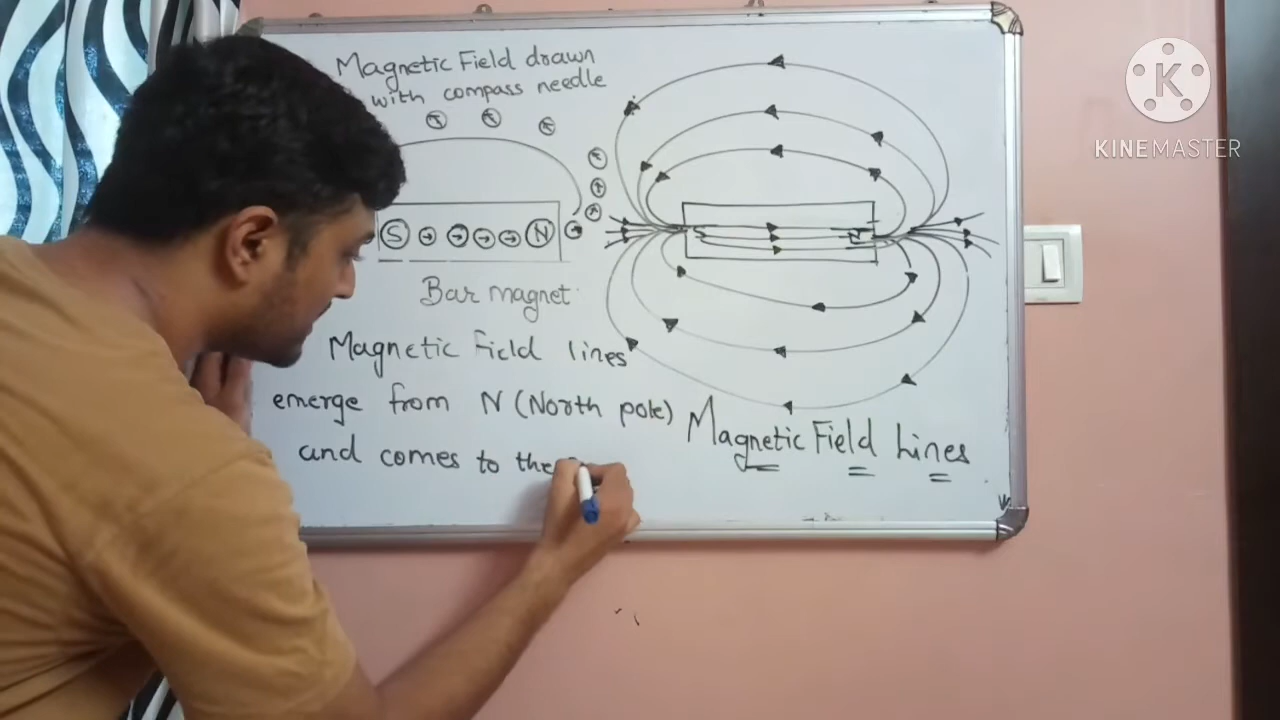 Magnetic Field drawn
with compass needle
S N
Bar magnet
Magnetic Field lines
emerge from N (North pole)
and comes to the
Magnetic Field Lines
K
KINEMASTER